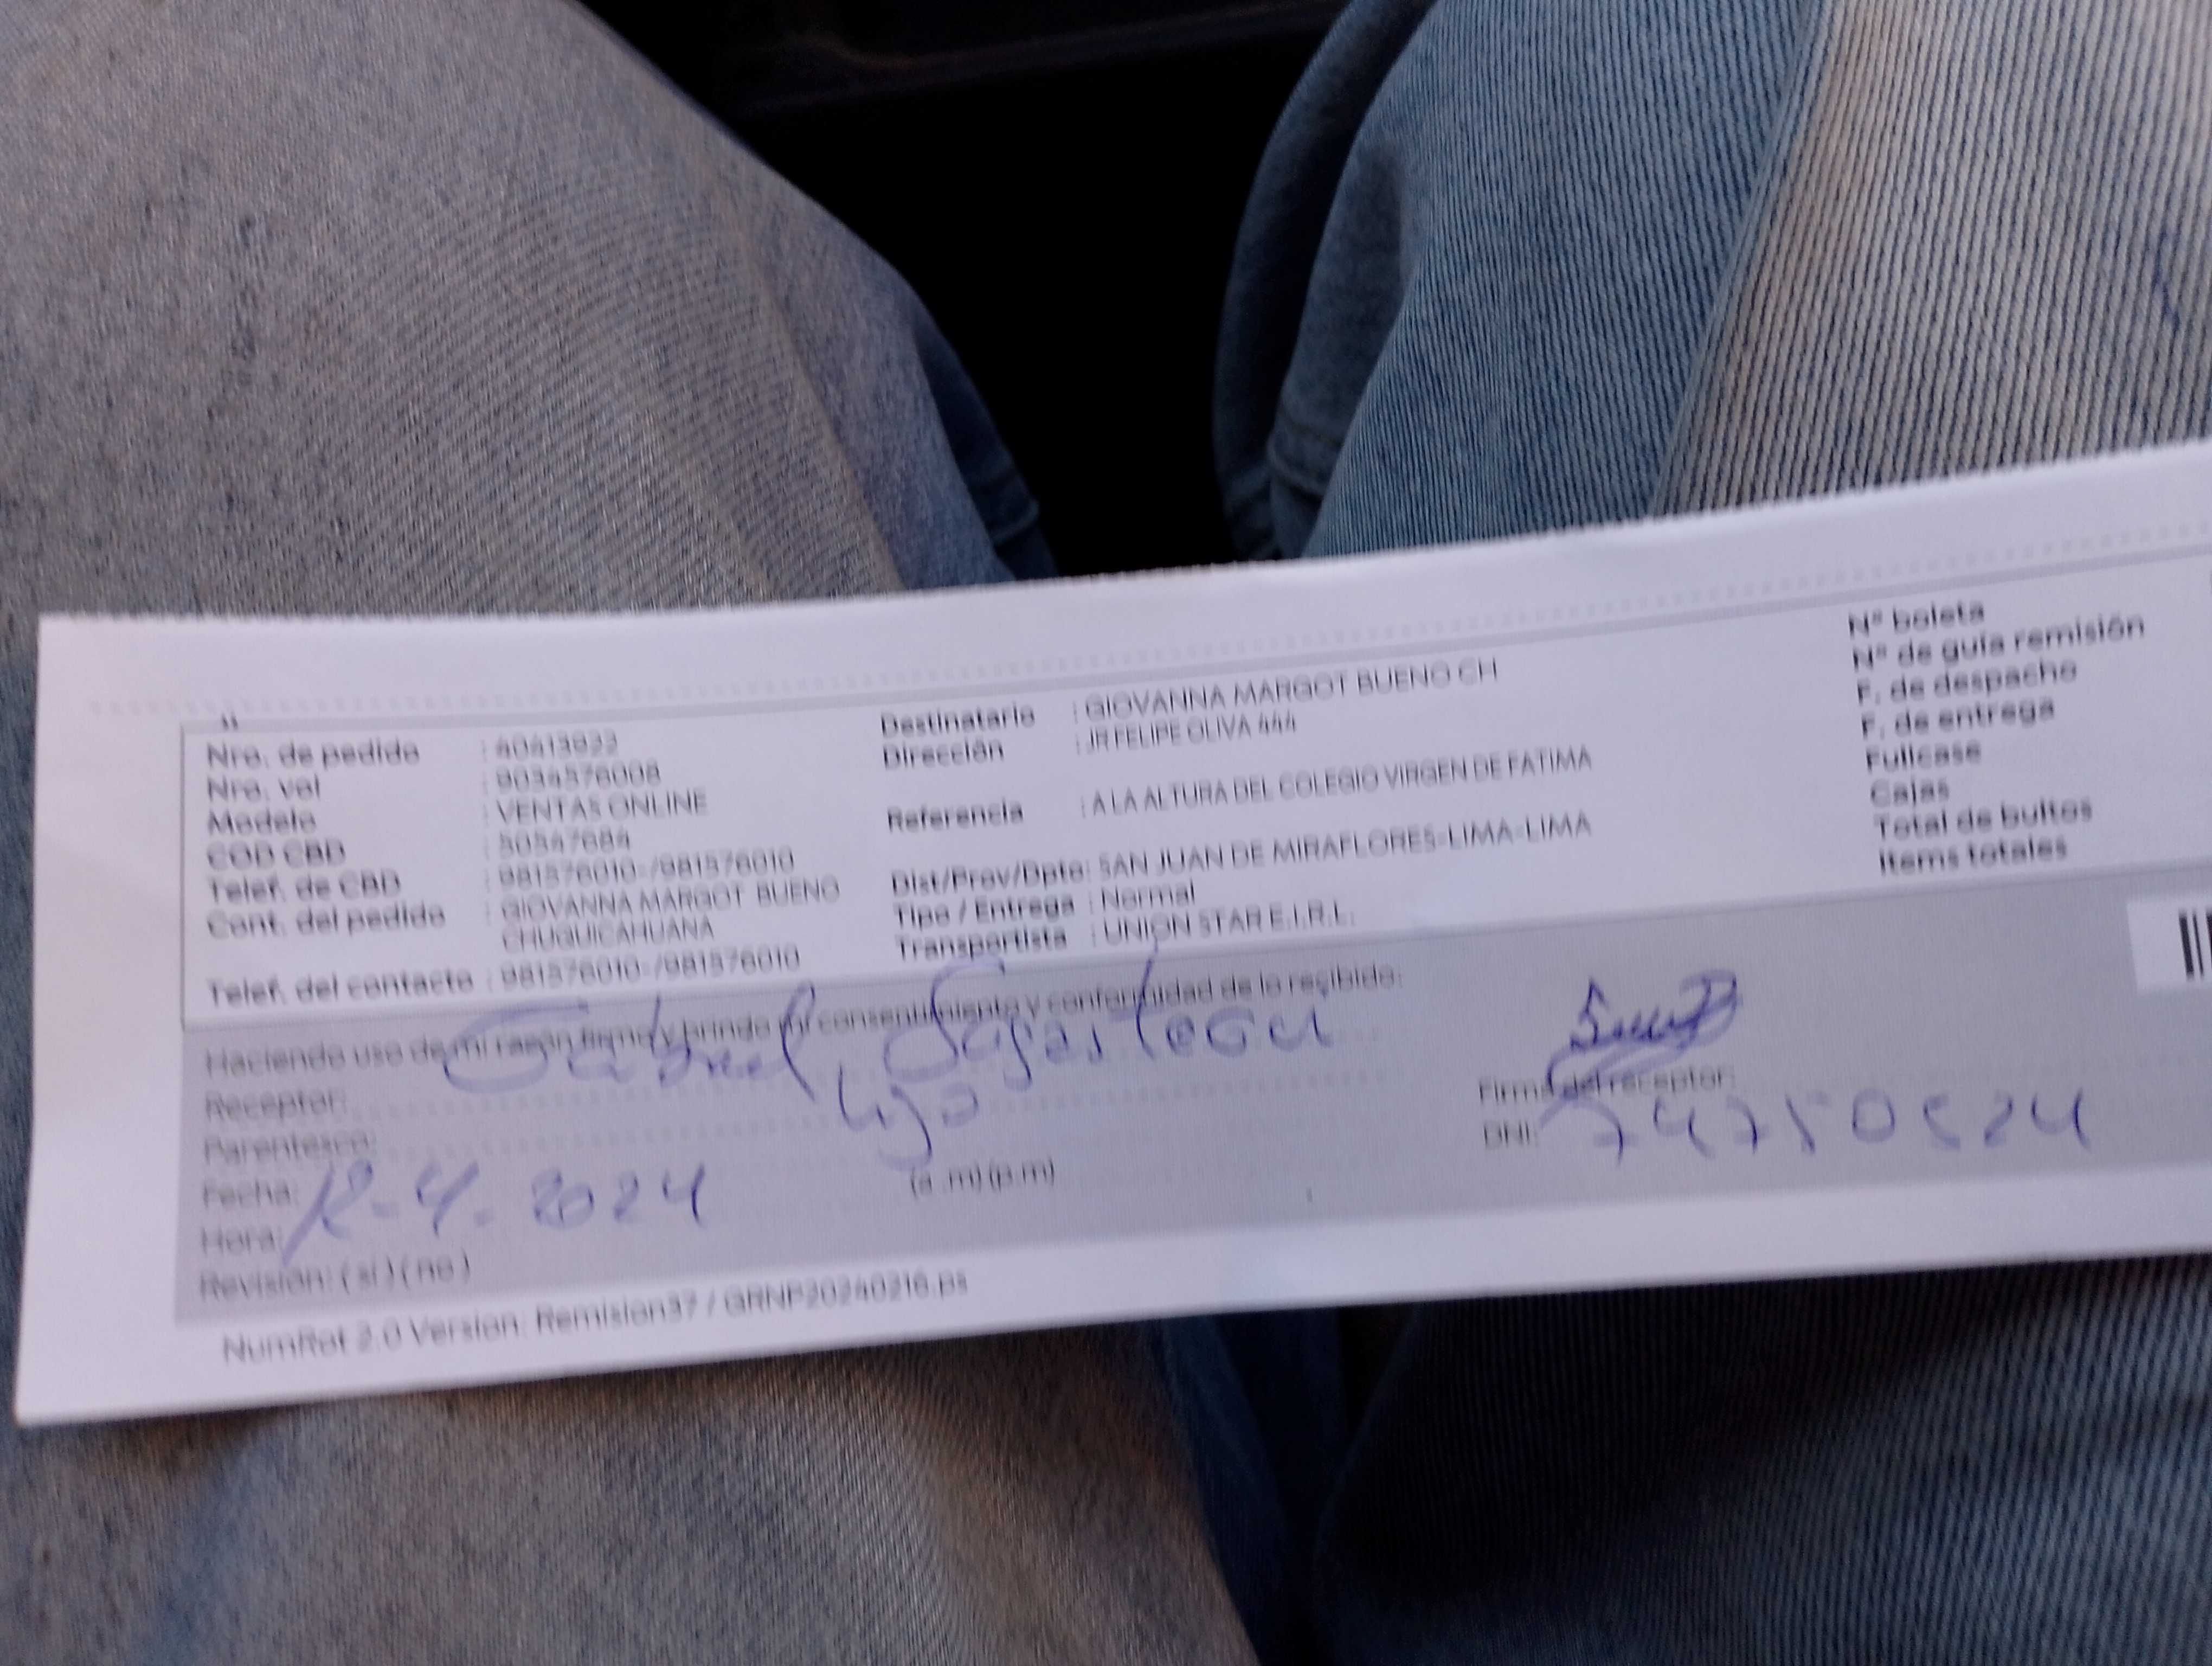 Nro. de pedido : 40413933
Nro. val : 9034576008
Modelo : VENTAS ONLINE
COD CBD : 30347684
Telef. de CBD : 981576010-/981576010
Cont. del pedido : GIOVANNA MARGOT BUENO
CHUQUICAHUANA
Telef. del contacto : 981576010-/981576010
Destinatario : GIOVANNA MARGOT BUENO CH
Dirección : JR FELIPE OLIVA 444
Referencia : A LA ALTURA DEL COLEGIO VIRGEN DE FATIMA
Dist/Prov/Dpto: SAN JUAN DE MIRAFLORES-LIMA-LIMA
Tipo / Entrega : Normal
Transportista : UNION STAR E.I.R.L.
N° boleta
N° de guía remisión
F. de despacho
F. de entrega
Fullcase
Cajas
Total de bultos
Items totales
Haciendo uso de mi razón firmo y brindo mi consentimiento y conformidad de lo recibido:
Receptor: Gabriel Sagastegui
Parentesco: hijo
Fecha: 12-4-2024
Hora: (a.m)(p.m)
Revisión: (si)(no)
Firma del receptor:
DNI: 74750524
NumRot 2.0 Version: Remision37 / GRNP20240216.ps